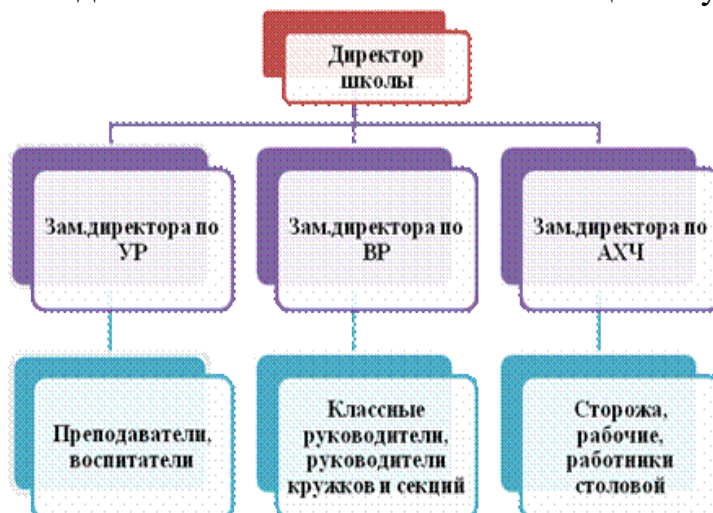 Директор
школы
Зам.директора по
УР
Зам.директора по
ВР
Зам.директора по
АХЧ
Преподаватели,
воспитатели
Классные
руководители,
руководители
кружков и секций
Сторожа,
рабочие,
работники
столовой